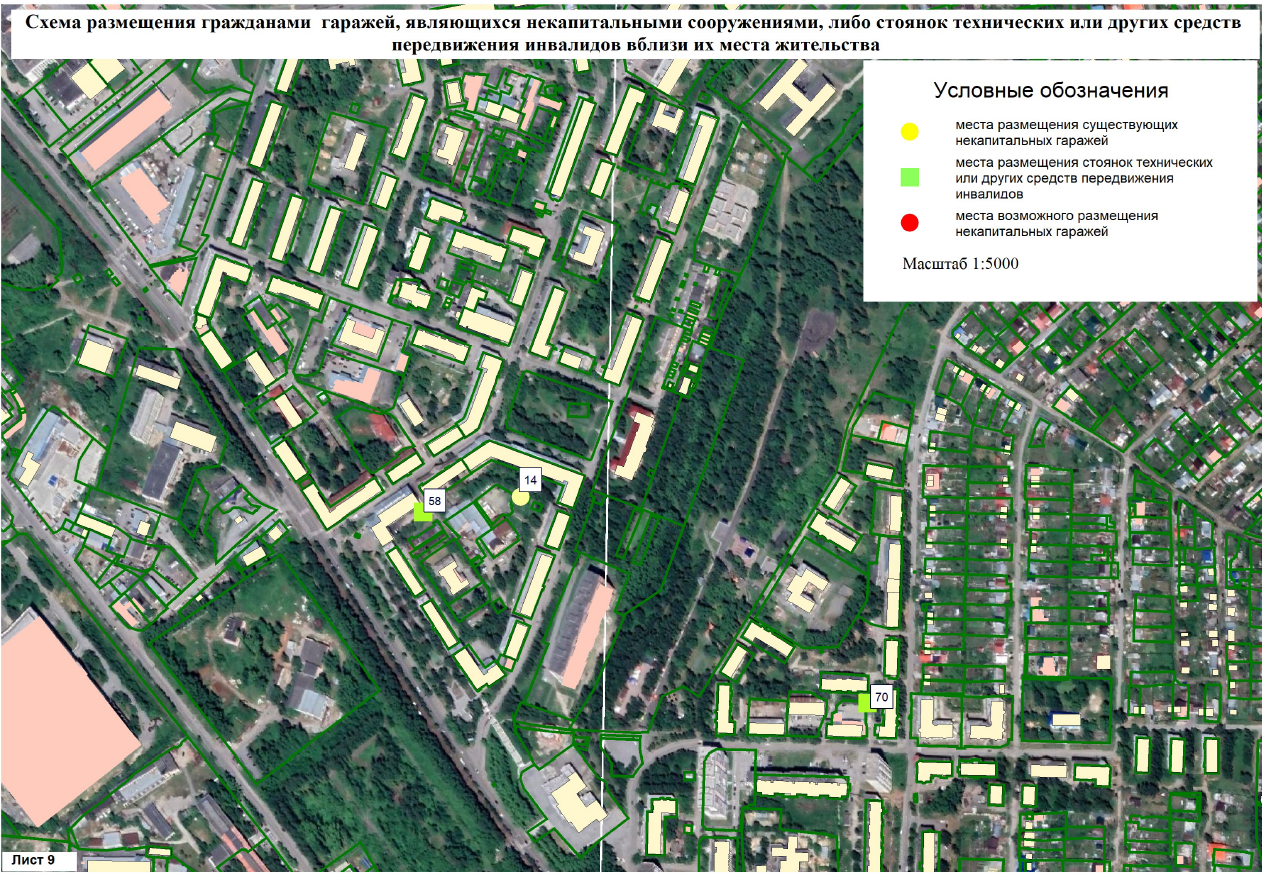 Схема размещения гражданами гаражей, являющихся некапитальными сооружениями, либо стоянок технических или других средств
передвижения инвалидов вблизи их места жительства
Условные обозначения
места размещения существующих
некапитальных гаражей
места размещения стоянок технических
или других средств передвижения
инвалидов
места возможного размещения
некапитальных гаражей
Масштаб 1:5000
14
58
70
Лист 9